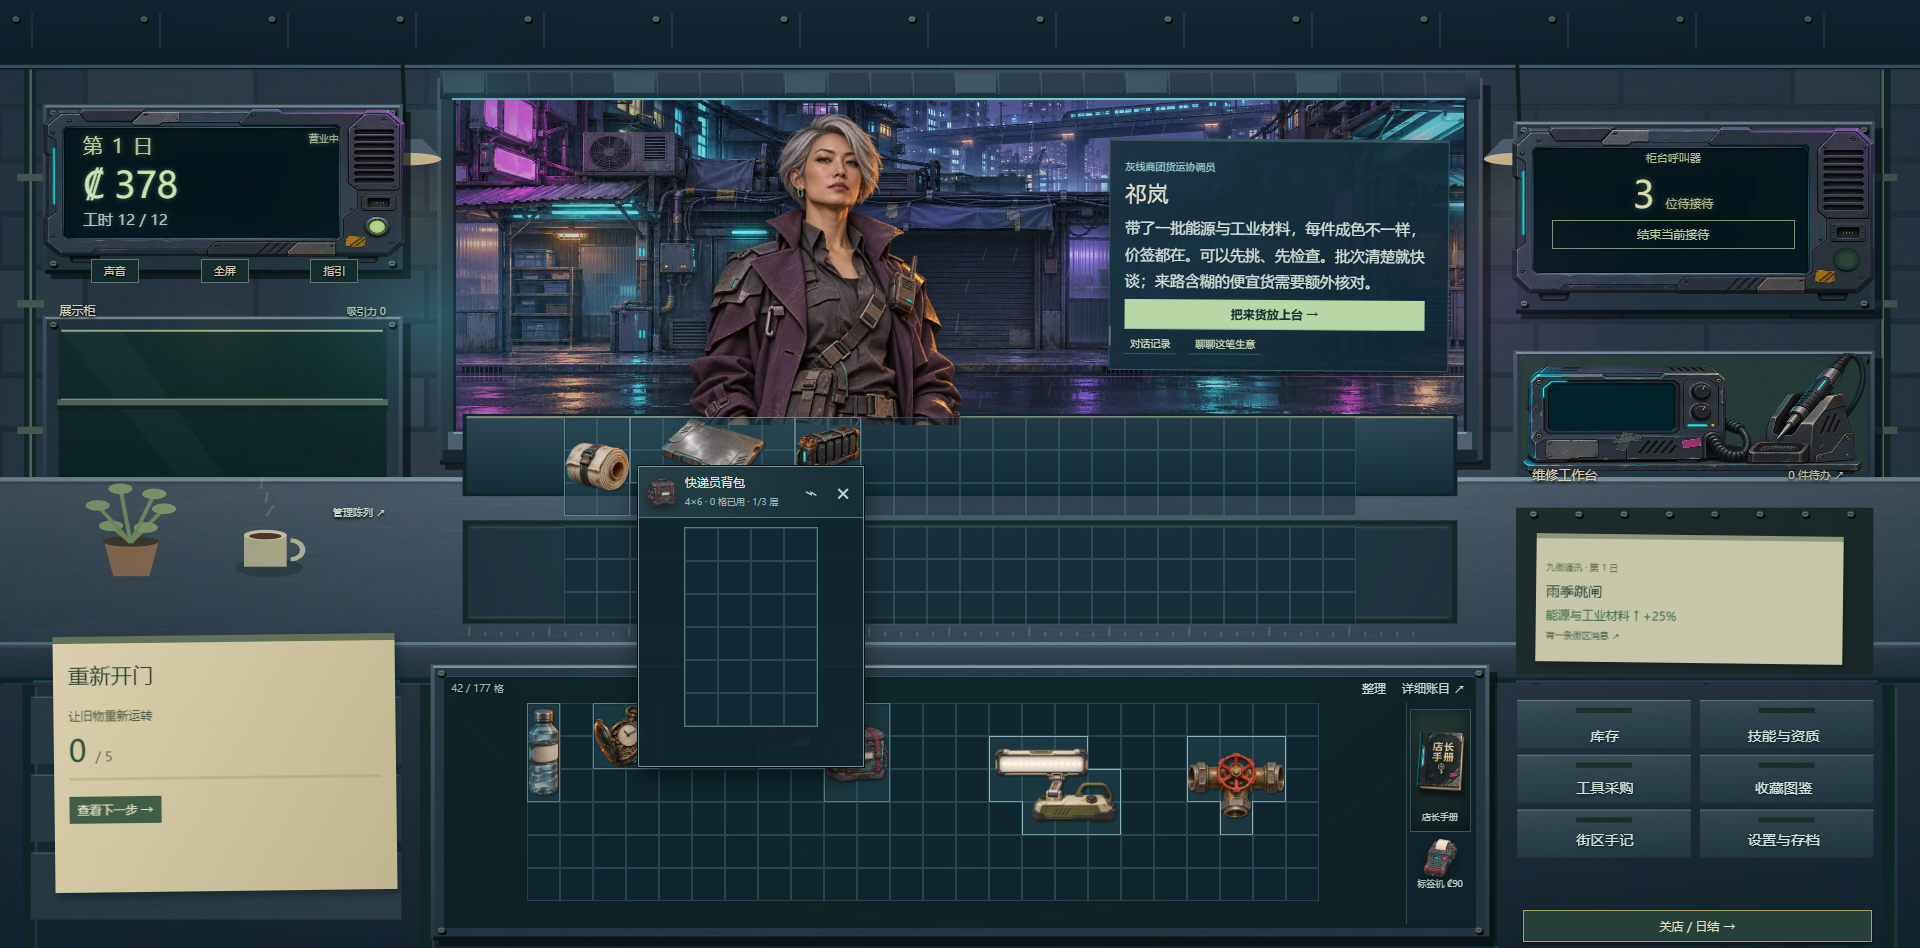 第 1 日
营业中
₡ 378
工时 12 / 12
声音
全屏
指引
展示柜
吸引力 0
管理陈列 ↗
重新开门
让旧物重新运转
0 / 5
查看下一步 →
灰线商团货运协调员
祁岚
带了一批能源与工业材料，每件成色不一样，
价签都在。可以先挑、先检查。批次清楚就快
谈；来路含糊的便宜货需要额外核对。
把来货放上台 →
对话记录
聊聊这笔生意
快递员背包
4×6 · 0 格已用 · 1/3 层
42 / 177 格
整理
详细账目 ↗
店长
手册
店长手册
标签机 ₡90
柜台呼叫器
3 位待接待
结束当前接待
维修工作台
0 件待办 ↗
九街通讯 · 第 1 日
雨季跳闸
能源与工业材料 ↑ +25%
有一条街区消息 ↗
库存
技能与资质
工具采购
收藏图鉴
街区手记
设置与存档
关店 / 日结 →